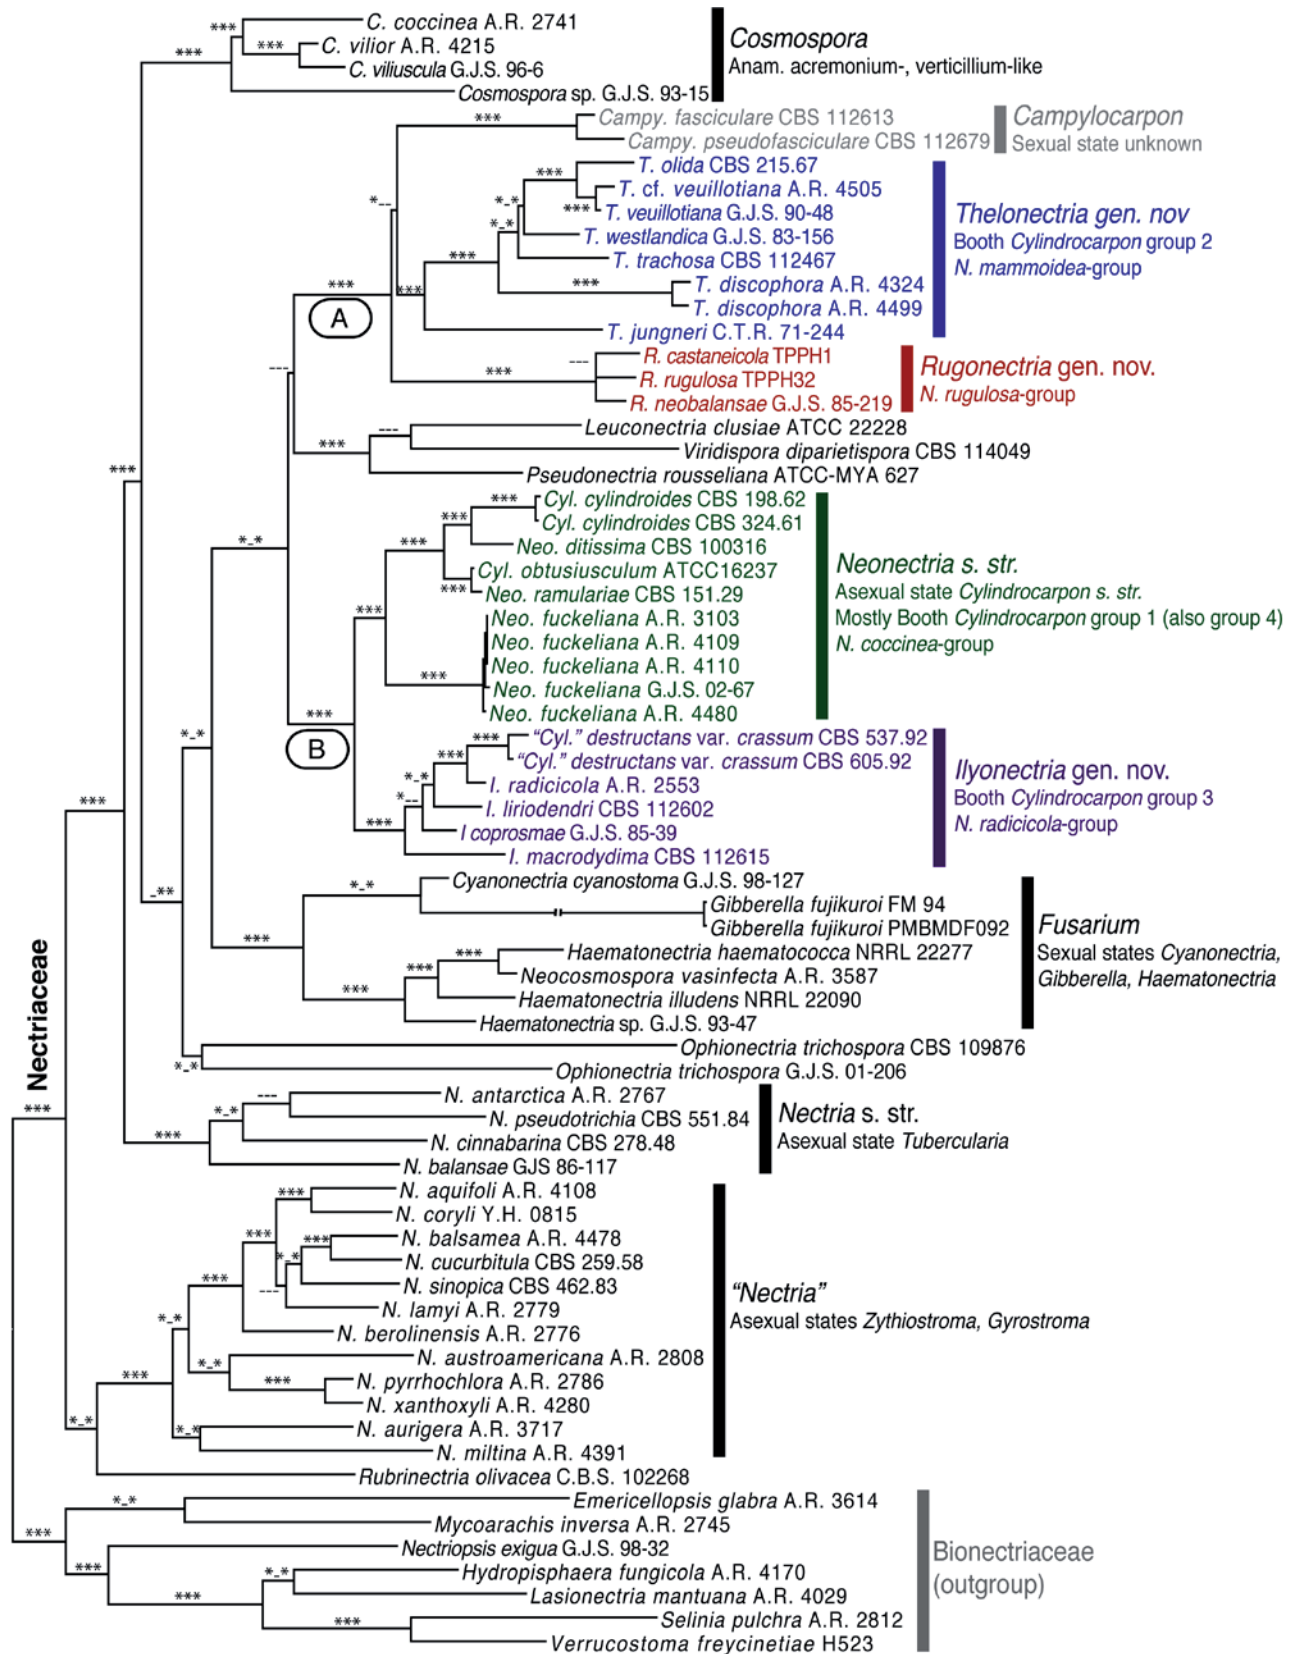 C. coccinea A.R. 2741
C. vilior A.R. 4215
C. viliuscula G.J.S. 96-6
Cosmospora sp. G.J.S. 93-15
Cosmospora
Anam. acremonium-, verticillium-like
Campy. fasciculare CBS 112613
Campy. pseudofasciculare CBS 112679
Campylocarpon
Sexual state unknown
T. olida CBS 215.67
T. cf. veuillotiana A.R. 4505
T. veuillotiana G.J.S. 90-48
T. westlandica G.J.S. 83-156
T. trachosa CBS 112467
T. discophora A.R. 4324
T. discophora A.R. 4499
T. jungneri C.T.R. 71-244
Thelonectria gen. nov
Booth Cylindrocarpon group 2
N. mammoidea-group
A
R. castaneicola TPPH1
R. rugulosa TPPH32
R. neobalansae G.J.S. 85-219
Rugonectria gen. nov.
N. rugulosa-group
Leuconectria clusiae ATCC 22228
Viridispora diparietispora CBS 114049
Pseudonectria rousseliana ATCC-MYA 627
Cyl. cylindroides CBS 198.62
Cyl. cylindroides CBS 324.61
Neo. ditissima CBS 100316
Cyl. obtusiusculum ATCC16237
Neo. ramulariae CBS 151.29
Neo. fuckeliana A.R. 3103
Neo. fuckeliana A.R. 4109
Neo. fuckeliana A.R. 4110
Neo. fuckeliana G.J.S. 02-67
Neo. fuckeliana A.R. 4480
Neonectria s. str.
Asexual state Cylindrocarpon s. str.
Mostly Booth Cylindrocarpon group 1 (also group 4)
N. coccinea-group
B
"Cyl." destructans var. crassum CBS 537.92
"Cyl." destructans var. crassum CBS 605.92
I. radicicola A.R. 2553
I. liriodendri CBS 112602
I coprosmae G.J.S. 85-39
I. macrodydima CBS 112615
Ilyonectria gen. nov.
Booth Cylindrocarpon group 3
N. radicicola-group
Cyanonectria cyanostoma G.J.S. 98-127
Gibberella fujikuroi FM 94
Gibberella fujikuroi PMBMDF092
Haematonectria haematococca NRRL 22277
Neocosmospora vasinfecta A.R. 3587
Haematonectria illudens NRRL 22090
Haematonectria sp. G.J.S. 93-47
Fusarium
Sexual states Cyanonectria,
Gibberella, Haematonectria
Nectriaceae
Ophionectria trichospora CBS 109876
Ophionectria trichospora G.J.S. 01-206
N. antarctica A.R. 2767
N. pseudotrichia CBS 551.84
N. cinnabarina CBS 278.48
N. balansae GJS 86-117
Nectria s. str.
Asexual state Tubercularia
N. aquifoli A.R. 4108
N. coryli Y.H. 0815
N. balsamea A.R. 4478
N. cucurbitula CBS 259.58
N. sinopica CBS 462.83
N. lamyi A.R. 2779
N. berolinensis A.R. 2776
N. austroamericana A.R. 2808
N. pyrrhochlora A.R. 2786
N. xanthoxyli A.R. 4280
N. aurigera A.R. 3717
N. miltina A.R. 4391
"Nectria"
Asexual states Zythiostroma, Gyrostroma
Rubrinectria olivacea C.B.S. 102268
Emericellopsis glabra A.R. 3614
Mycoarachis inversa A.R. 2745
Nectriopsis exigua G.J.S. 98-32
Hydropisphaera fungicola A.R. 4170
Lasionectria mantuana A.R. 4029
Selinia pulchra A.R. 2812
Verrucostoma freycinetiae H523
Bionectriaceae
(outgroup)